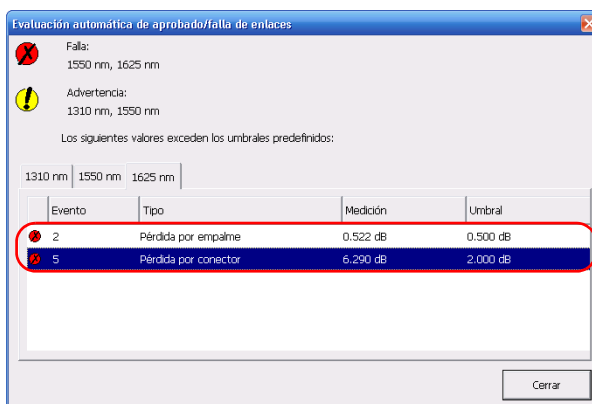 Evaluación automática de aprobado/falla de enlaces
Falla:
1550 nm, 1625 nm
Advertencia:
1310 nm, 1550 nm
Los siguientes valores exceden los umbrales predefinidos:
1310 nm 1550 nm 1625 nm
Evento Tipo Medición Umbral
2 Pérdida por empalme 0.522 dB 0.500 dB
5 Pérdida por conector 6.290 dB 2.000 dB
Cerrar